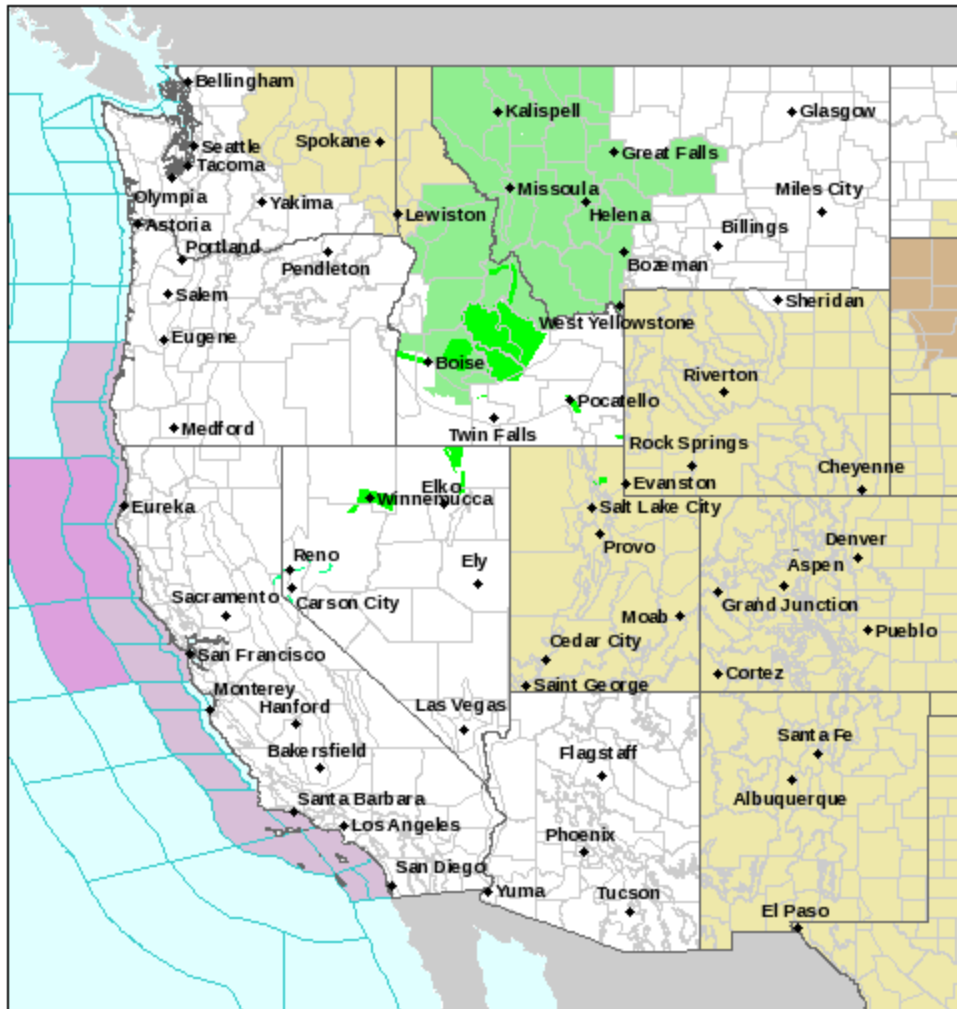 Bellingham
Kalispell
Glasgow
Spokane
Seattle
Great Falls
Tacoma
Missoula
Miles City
Olympia
Yakima
Lewiston
Helena
Astoria
Billings
Portland
Pendleton
Bozeman
Salem
Sheridan
West Yellowstone
Eugene
Boise
Riverton
Pocatello
Medford
Twin Falls
Rock Springs
Cheyenne
Elko
Evanston
Winnemucca
Eureka
Salt Lake City
Provo
Denver
Reno
Ely
Aspen
Sacramento
Carson City
Grand Junction
Moab
Pueblo
Cedar City
San Francisco
Cortez
Saint George
Monterey
Hanford
Las Vegas
Santa Fe
Bakersfield
Flagstaff
Santa Barbara
Albuquerque
Los Angeles
Phoenix
San Diego
Yuma
Tucson
El Paso